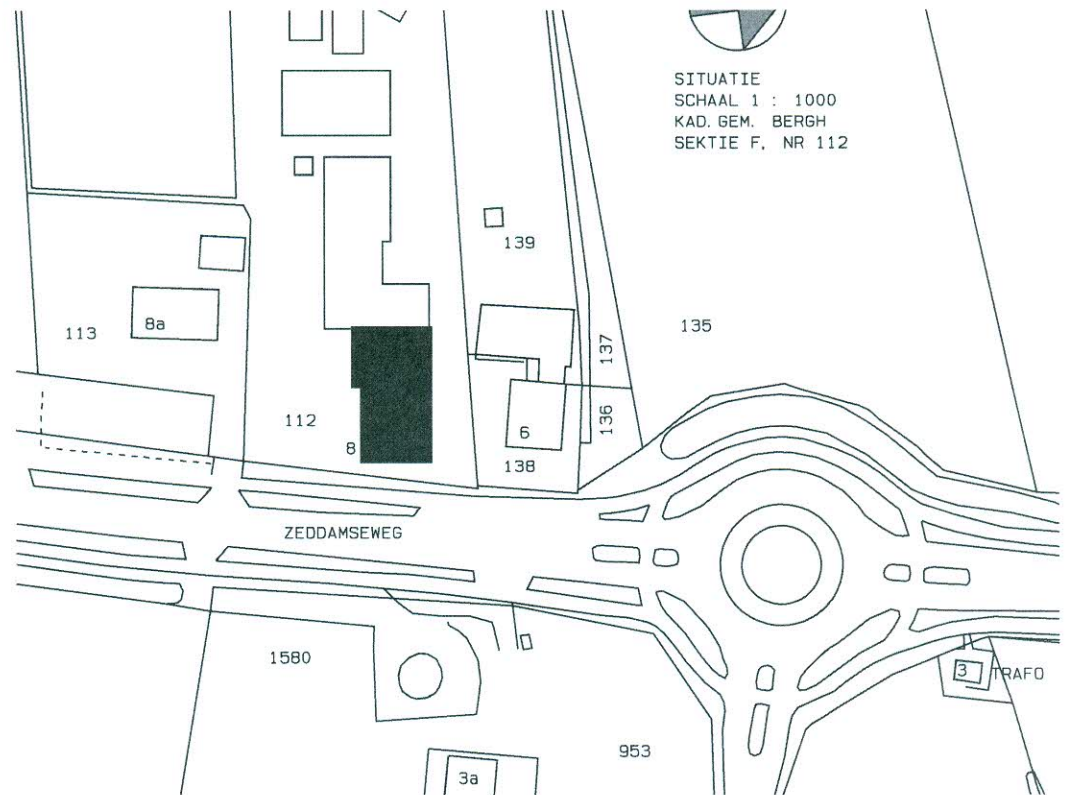 SITUATIE
SCHAAL 1 : 1000
KAD. GEM. BERGH
SEKTIE F, NR 112
139
113
8a
135
137
136
112
8
6
138
ZEDDAMSEWEG
1580
3 TRAFO
953
3a